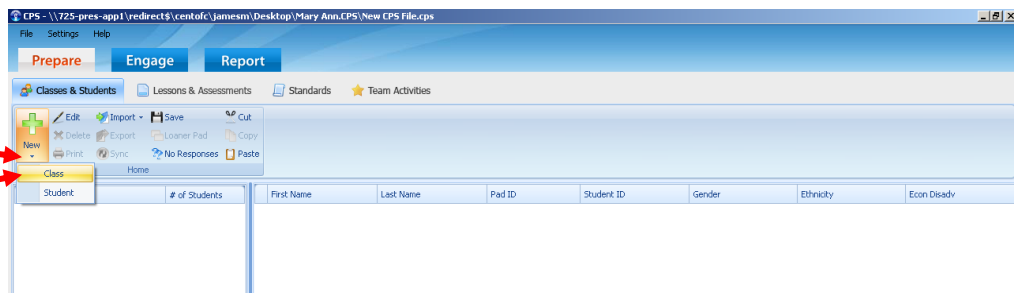 CPS - \\725-pres-app1\redirect$\centofc\jamesm\Desktop\Mary Ann.CPS\New CPS File.cps
File Settings Help
Prepare Engage Report
Classes & Students Lessons & Assessments Standards Team Activities
New Edit Import Save Cut
Delete Export Loaner Pad Copy
Print Sync No Responses Paste
Home
Class
Student
# of Students First Name Last Name Pad ID Student ID Gender Ethnicity Econ Disadv